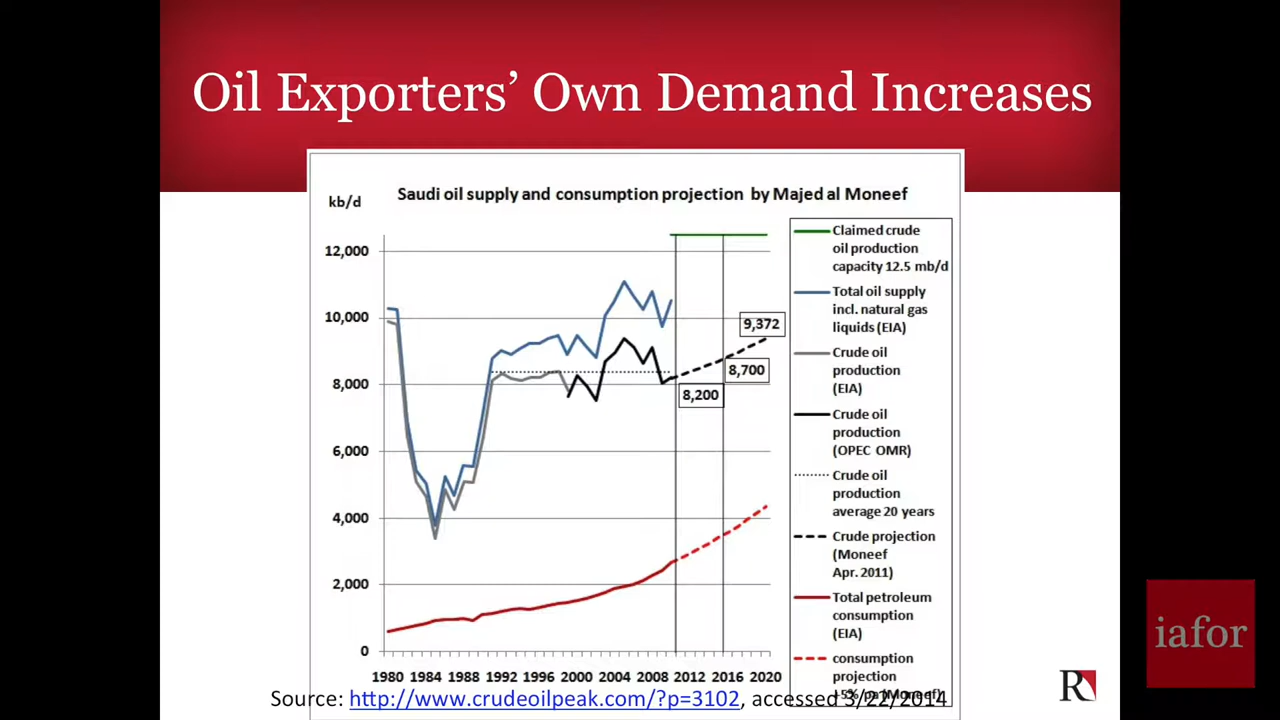 Oil Exporters’ Own Demand Increases
Saudi oil supply and consumption projection by Majed al Moneef
kb/d
12,000
10,000
8,000
6,000
4,000
2,000
0
9,372
8,700
8,200
1980 1984 1988 1992 1996 2000 2004 2008 2012 2016 2020
Claimed crude
oil production
capacity 12.5 mb/d
Total oil supply
incl. natural gas
liquids (EIA)
Crude oil
production
(EIA)
Crude oil
production
(OPEC OMR)
Crude oil
production
average 20 years
Crude projection
(Moneef
Apr. 2011)
Total petroleum
consumption
(EIA)
consumption
projection
+5% pa (Moneef)
Source: http://www.crudeoilpeak.com/?p=3102, accessed 3/22/2014
R
iafor